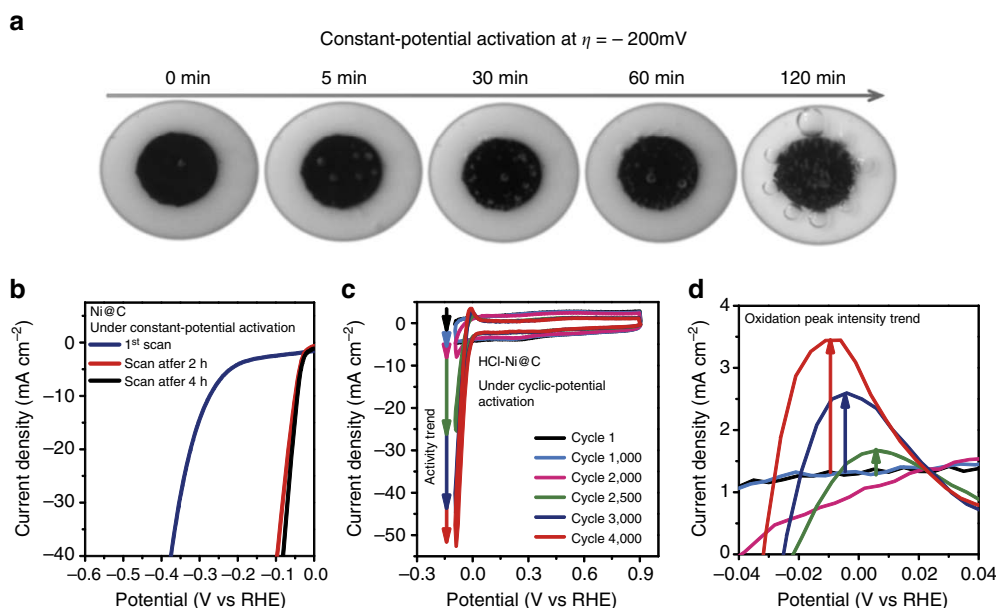 a
Constant-potential activation at η = – 200mV
0 min 5 min 30 min 60 min 120 min
b
Ni@C
Under constant-potential activation
1st scan
Scan atfer 2 h
Scan atfer 4 h
0
–10
–20
–30
–40
–0.6 –0.5 –0.4 –0.3 –0.2 –0.1 0.0
Current density (mA cm–2)
Potential (V vs RHE)
c
HCl-Ni@C
Under cyclic-potential
activation
Activity trend
Cycle 1
Cycle 1,000
Cycle 2,000
Cycle 2,500
Cycle 3,000
Cycle 4,000
0
–5
–10
–15
–20
–25
–30
–35
–40
–45
–50
–55
–0.3 0.0 0.3 0.6 0.9
Current density (mA cm–2)
Potential (V vs RHE)
d
Oxidation peak intensity trend
4
3
2
1
0
–0.04 –0.02 0.00 0.02 0.04
Current density (mA cm–2)
Potential (V vs RHE)